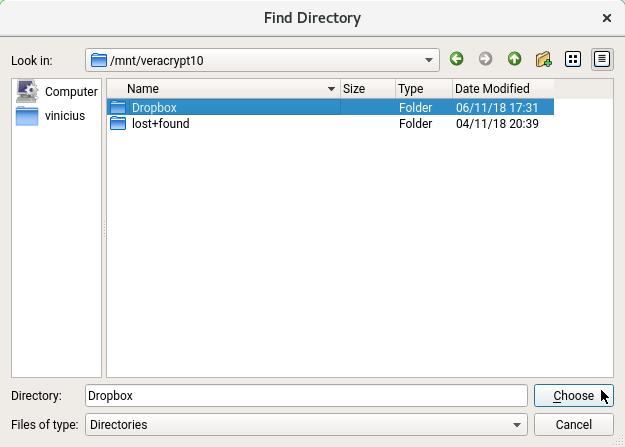 Find Directory
Look in: /mnt/veracrypt10
Computer
vinicius
Name Size Type Date Modified
Dropbox Folder 06/11/18 17:31
lost+found Folder 04/11/18 20:39
Directory: Dropbox Choose
Files of type: Directories Cancel